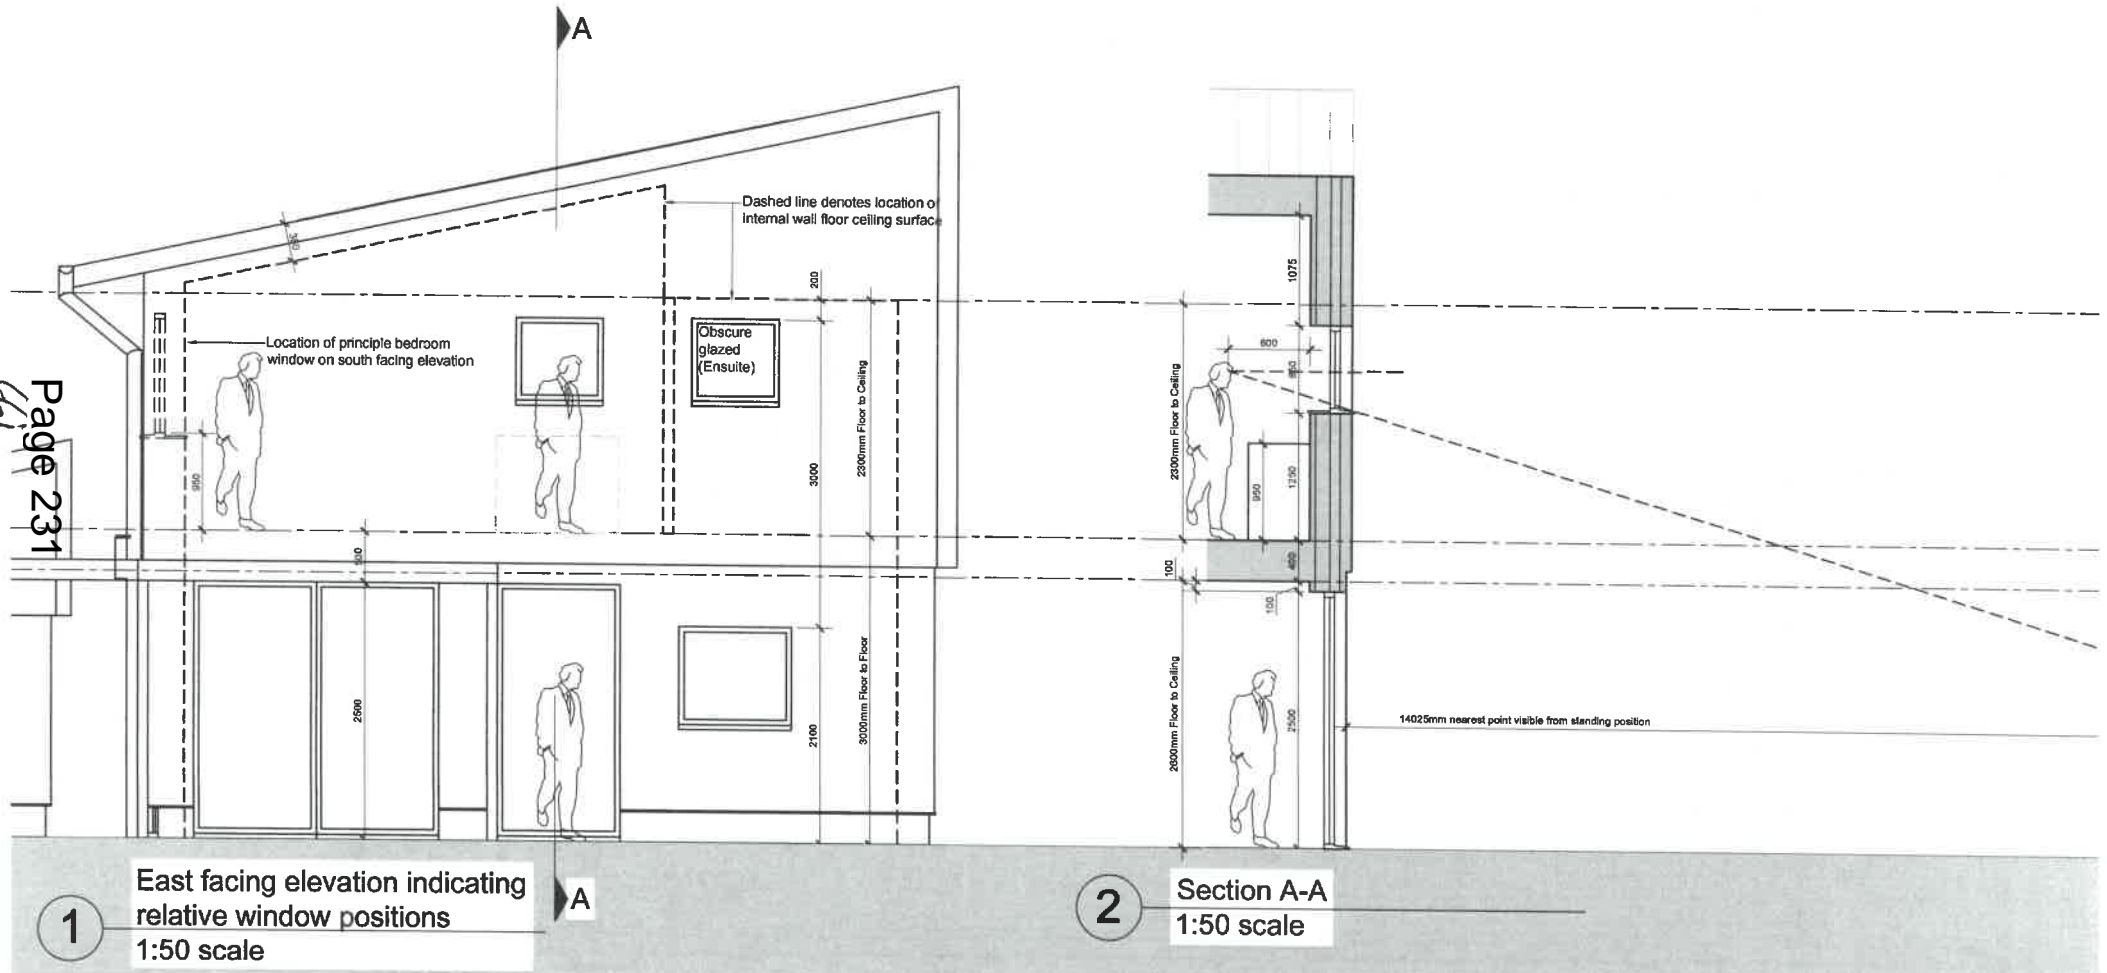 A
Dashed line denotes location o
internal wall floor ceiling surface
350
200
1075
Location of principle bedroom
window on south facing elevation
Obscure
glazed
(Ensuite)
600
850
2300mm Floor to Ceiling
2300mm Floor to Ceiling
3000
950
950
1250
Page 231
500
100
400
100
2500
2100
3000mm Floor to Floor
2600mm Floor to Ceiling
2500
14025mm nearest point visible from standing position
A
1
East facing elevation indicating
relative window positions
1:50 scale
2
Section A-A
1:50 scale